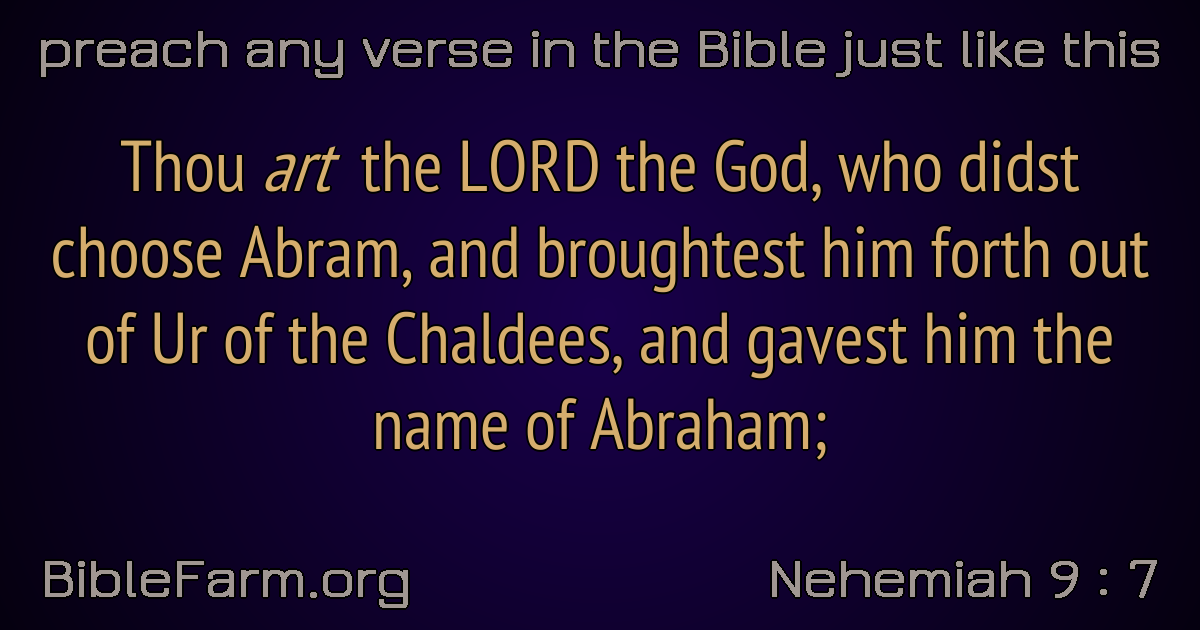 preach any verse in the Bible just like this
Thou art the LORD the God, who didst
choose Abram, and broughtest him forth out
of Ur of the Chaldees, and gavest him the
name of Abraham;
BibleFarm.org
Nehemiah 9 : 7